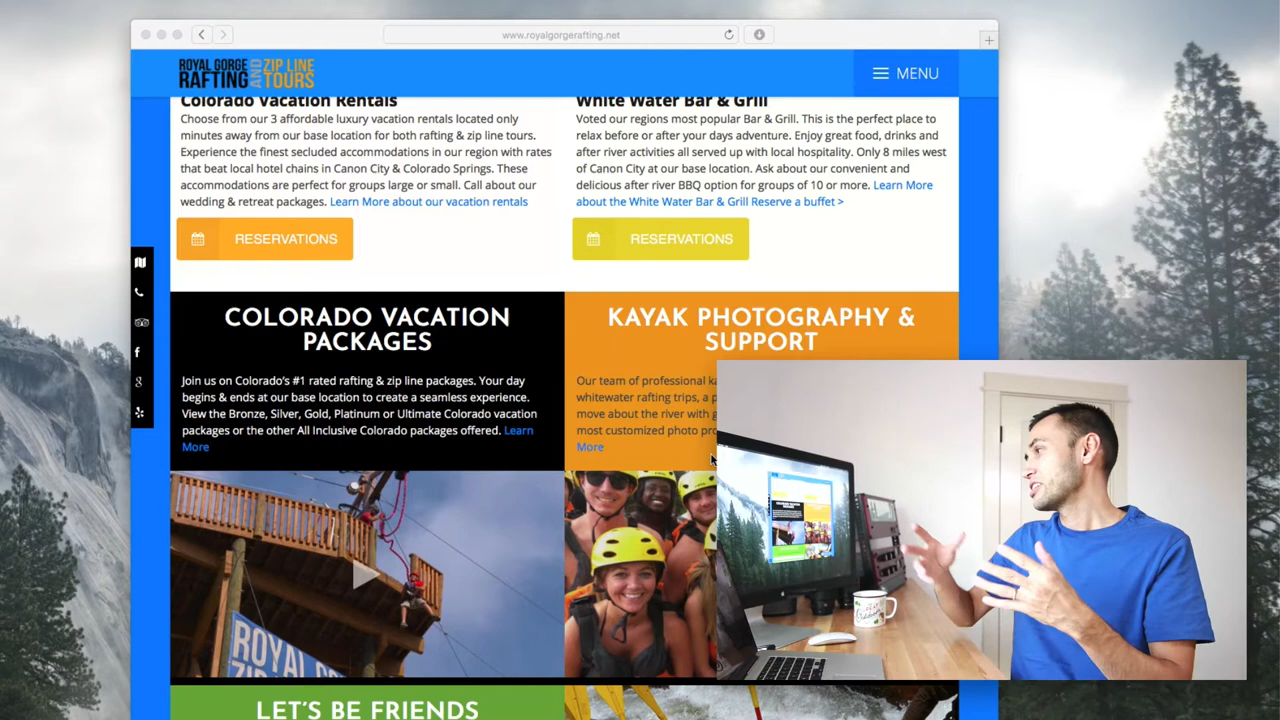 www.royalgorgerafting.net
ROYAL GORGE
RAFTING AND ZIP LINE TOURS
MENU
Colorado Vacation Rentals
Choose from our 3 affordable luxury vacation rentals located only
minutes away from our base location for both rafting & zip line tours.
Experience the finest secluded accommodations in our region with rates
that beat local hotel chains in Canon City & Colorado Springs. These
accommodations are perfect for groups large or small. Call about our
wedding & retreat packages. Learn More about our vacation rentals
RESERVATIONS
White Water Bar & Grill
Voted our regions most popular Bar & Grill. This is the perfect place to
relax before or after your days adventure. Enjoy great food, drinks and
after river activities all served up with local hospitality. Only 8 miles west
of Canon City at our base location. Ask about our convenient and
delicious after river BBQ option for groups of 10 or more. Learn More
about the White Water Bar & Grill Reserve a buffet >
RESERVATIONS
COLORADO VACATION
PACKAGES
Join us on Colorado's #1 rated rafting & zip line packages. Your day
begins & ends at our base location to create a seamless experience.
View the Bronze, Silver, Gold, Platinum or Ultimate Colorado vacation
packages or the other All Inclusive Colorado packages offered. Learn
More
KAYAK PHOTOGRAPHY &
SUPPORT
Our team of professional ka
whitewater rafting trips, a p
move about the river with g
most customized photo pro
More
ROYAL GO
ZIP
LET'S BE FRIENDS